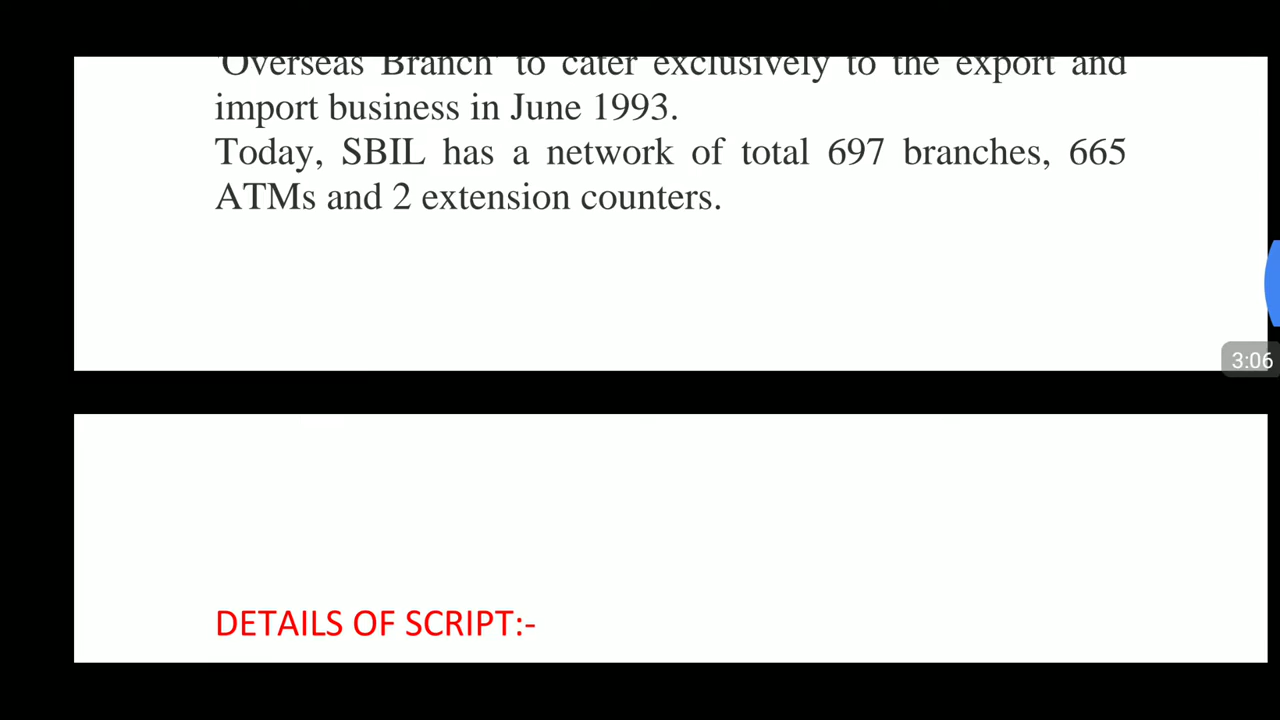 'Overseas Branch' to cater exclusively to the export and
import business in June 1993.
Today, SBIL has a network of total 697 branches, 665
ATMs and 2 extension counters.
3:06
DETAILS OF SCRIPT:-